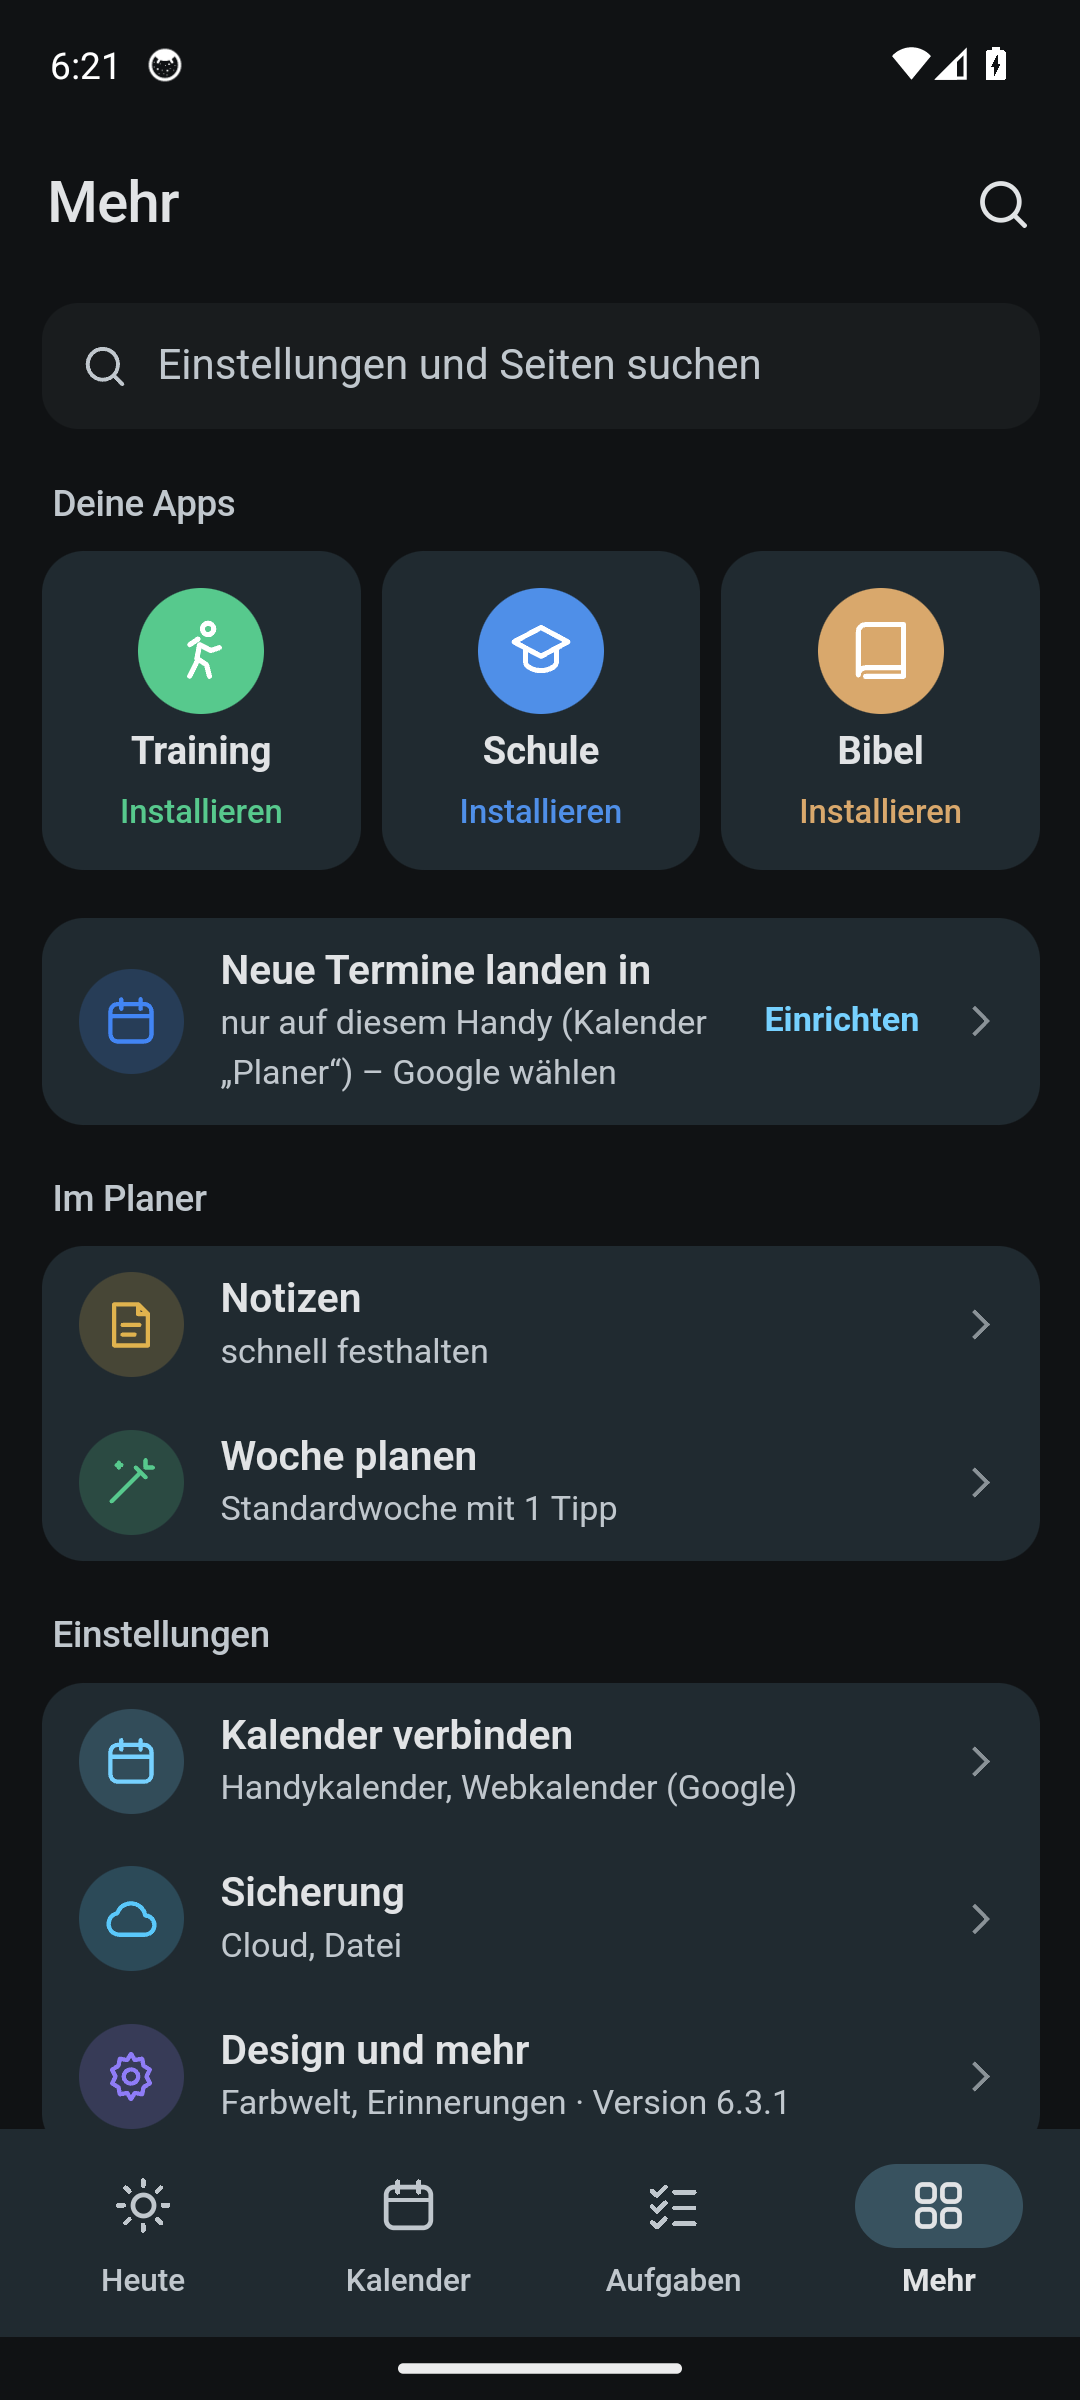 6:21
Mehr
Einstellungen und Seiten suchen
Deine Apps
Training
Installieren
Schule
Installieren
Bibel
Installieren
Neue Termine landen in
nur auf diesem Handy (Kalender
„Planer“) – Google wählen
Einrichten
Im Planer
Notizen
schnell festhalten
Woche planen
Standardwoche mit 1 Tipp
Einstellungen
Kalender verbinden
Handykalender, Webkalender (Google)
Sicherung
Cloud, Datei
Design und mehr
Farbwelt, Erinnerungen · Version 6.3.1
Heute
Kalender
Aufgaben
Mehr